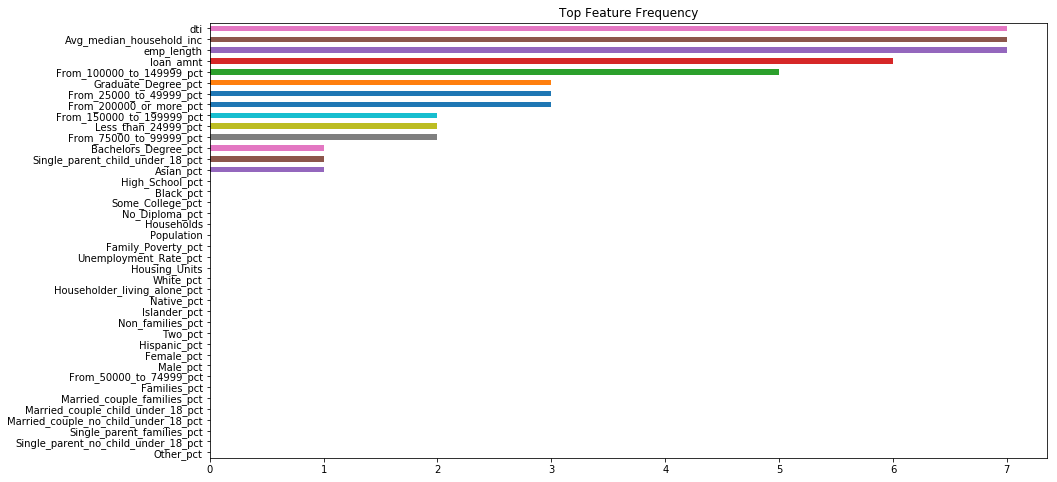 Top Feature Frequency
dti
Avg_median_household_inc
emp_length
loan_amnt
From_100000_to_149999_pct
Graduate_Degree_pct
From_25000_to_49999_pct
From_200000_or_more_pct
From_150000_to_199999_pct
Less_than_24999_pct
From_75000_to_99999_pct
Bachelors_Degree_pct
Single_parent_child_under_18_pct
Asian_pct
High_School_pct
Black_pct
Some_College_pct
No_Diploma_pct
Households
Population
Family_Poverty_pct
Unemployment_Rate_pct
Housing_Units
White_pct
Householder_living_alone_pct
Native_pct
Islander_pct
Non_families_pct
Two_pct
Hispanic_pct
Female_pct
Male_pct
From_50000_to_74999_pct
Families_pct
Married_couple_families_pct
Married_couple_child_under_18_pct
Married_couple_no_child_under_18_pct
Single_parent_families_pct
Single_parent_no_child_under_18_pct
Other_pct
0 1 2 3 4 5 6 7